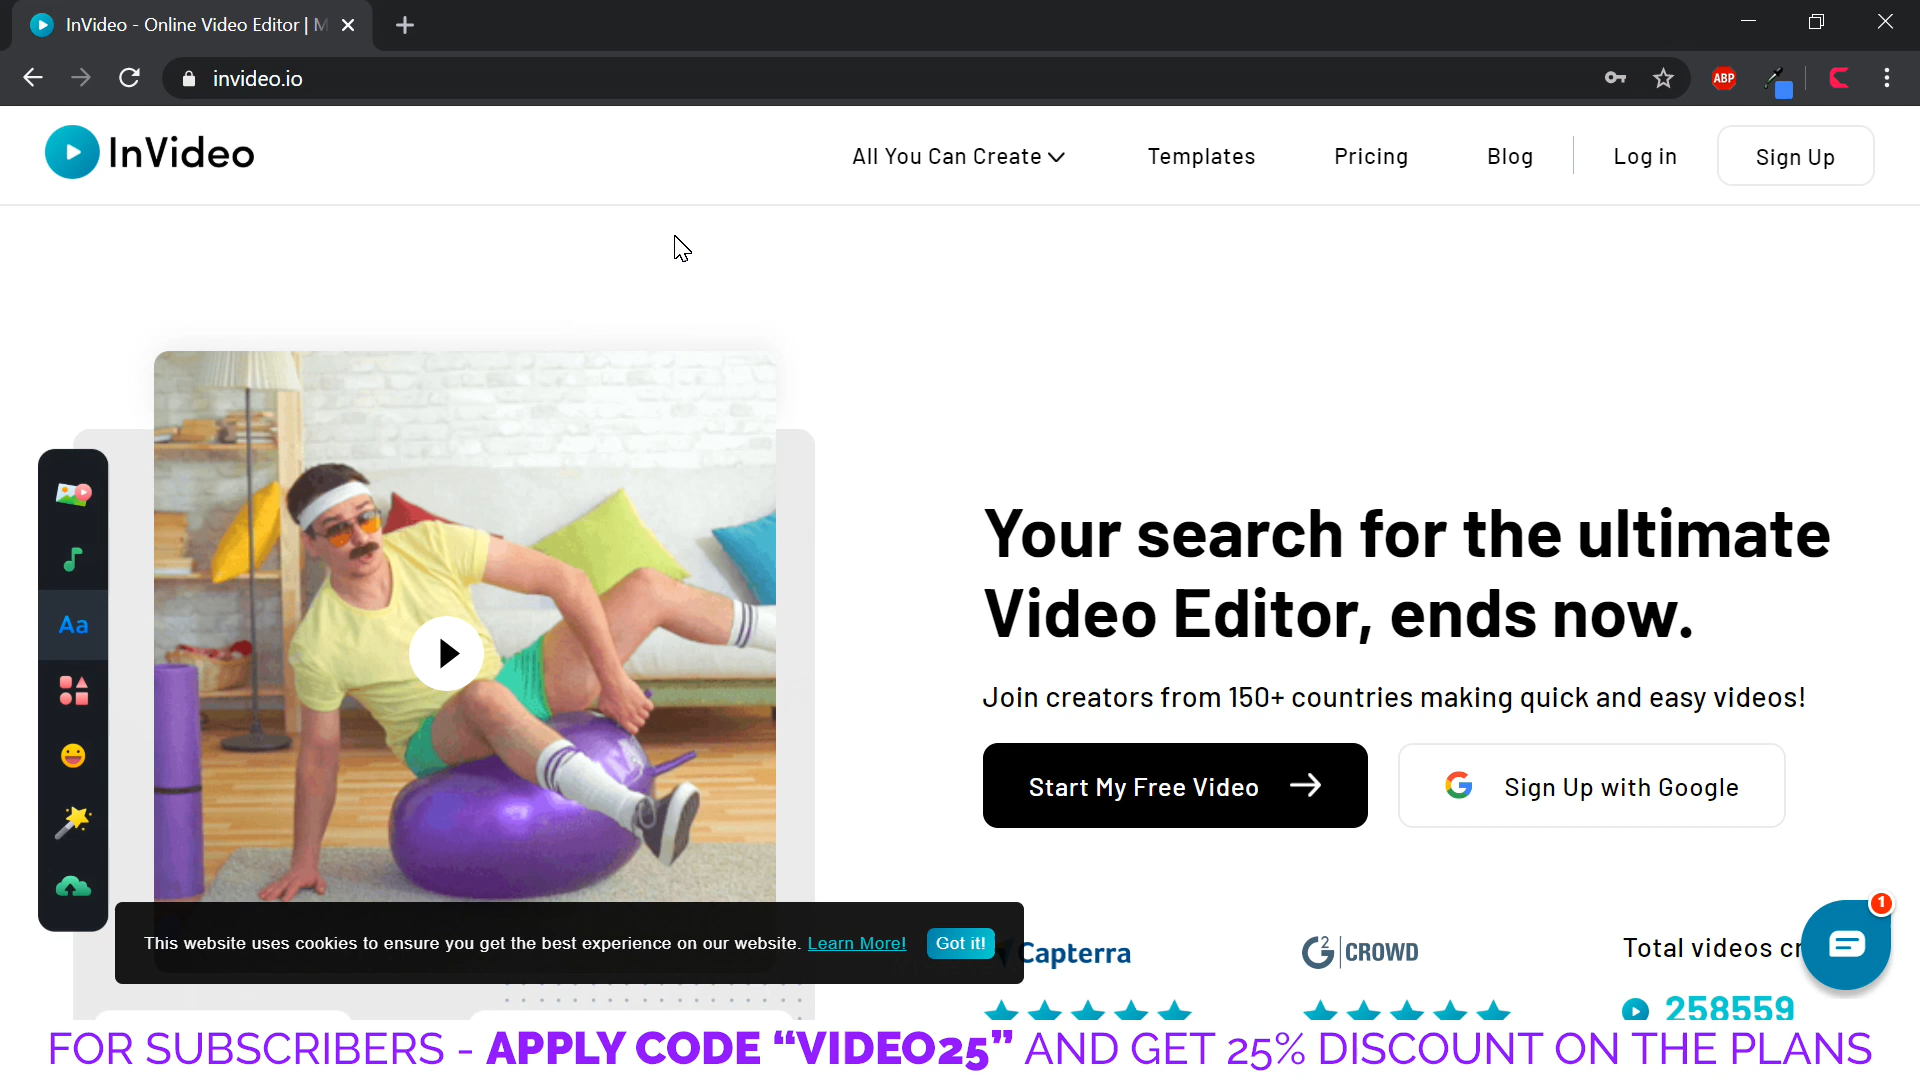 InVideo - Online Video Editor | M
invideo.io
ABP
InVideo
All You Can Create
Templates
Pricing
Blog
Log in
Sign Up
Aa
Your search for the ultimate
Video Editor, ends now.
Join creators from 150+ countries making quick and easy videos!
Start My Free Video
G Sign Up with Google
This website uses cookies to ensure you get the best experience on our website. Learn More! Got it!
Capterra
G2 | CROWD
Total videos cr
1
258559
FOR SUBSCRIBERS - APPLY CODE “VIDEO25” AND GET 25% DISCOUNT ON THE PLANS